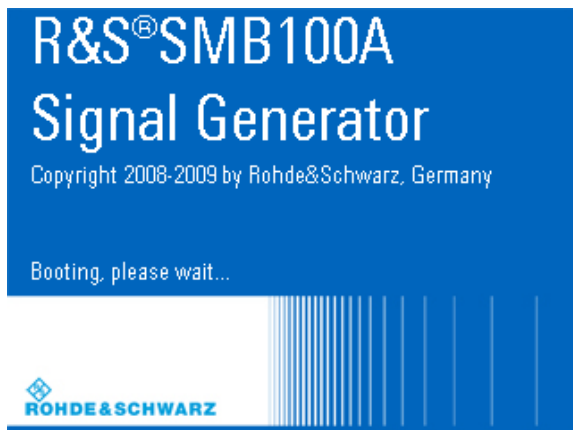 R&S®SMB100A
Signal Generator
Copyright 2008-2009 by Rohde&Schwarz, Germany
Booting, please wait...
ROHDE&SCHWARZ